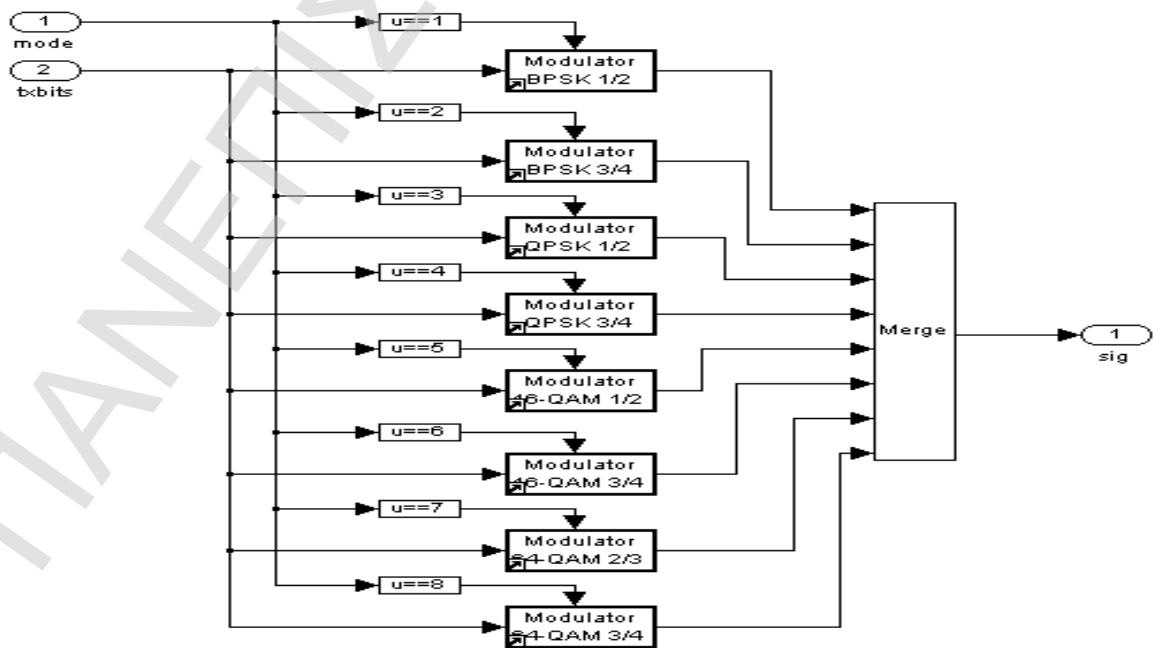 1
mode
2
txbits
u==1
Modulator
BPSK 1/2
u==2
Modulator
BPSK 3/4
u==3
Modulator
QPSK 1/2
u==4
Modulator
QPSK 3/4
u==5
Modulator
16-QAM 1/2
u==6
Modulator
16-QAM 3/4
u==7
Modulator
64-QAM 2/3
u==8
Modulator
64-QAM 3/4
Merge
1
sig
ΠΑΝΕΠΙΣ